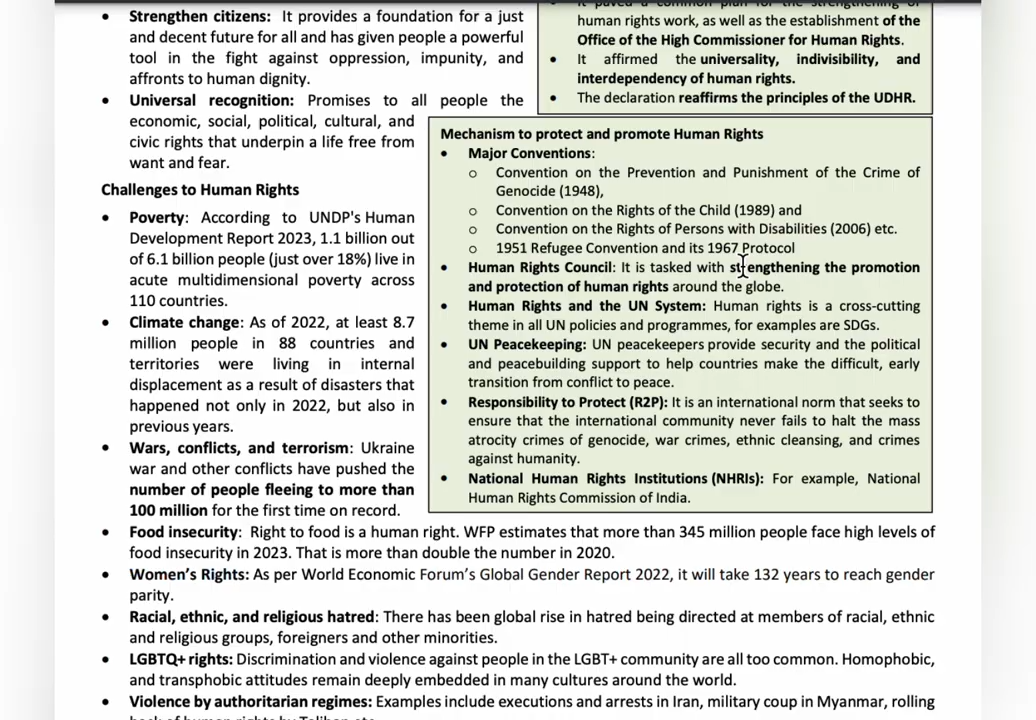 • Strengthen citizens: It provides a foundation for a just
and decent future for all and has given people a powerful
tool in the fight against oppression, impunity, and
affronts to human dignity.
• Universal recognition: Promises to all people the
economic, social, political, cultural, and
civic rights that underpin a life free from
want and fear.
Challenges to Human Rights
• Poverty: According to UNDP's Human
Development Report 2023, 1.1 billion out
of 6.1 billion people (just over 18%) live in
acute multidimensional poverty across
110 countries.
• Climate change: As of 2022, at least 8.7
million people in 88 countries and
territories were living in internal
displacement as a result of disasters that
happened not only in 2022, but also in
previous years.
• Wars, conflicts, and terrorism: Ukraine
war and other conflicts have pushed the
number of people fleeing to more than
100 million for the first time on record.
It paved a common plan for the strengthening of
human rights work, as well as the establishment of the
Office of the High Commissioner for Human Rights.
• It affirmed the universality, indivisibility, and
interdependency of human rights.
• The declaration reaffirms the principles of the UDHR.
Mechanism to protect and promote Human Rights
• Major Conventions:
o Convention on the Prevention and Punishment of the Crime of
Genocide (1948),
o Convention on the Rights of the Child (1989) and
o Convention on the Rights of Persons with Disabilities (2006) etc.
o 1951 Refugee Convention and its 1967 Protocol
• Human Rights Council: It is tasked with strengthening the promotion
and protection of human rights around the globe.
• Human Rights and the UN System: Human rights is a cross-cutting
theme in all UN policies and programmes, for examples are SDGs.
• UN Peacekeeping: UN peacekeepers provide security and the political
and peacebuilding support to help countries make the difficult, early
transition from conflict to peace.
• Responsibility to Protect (R2P): It is an international norm that seeks to
ensure that the international community never fails to halt the mass
atrocity crimes of genocide, war crimes, ethnic cleansing, and crimes
against humanity.
• National Human Rights Institutions (NHRIs): For example, National
Human Rights Commission of India.
• Food insecurity: Right to food is a human right. WFP estimates that more than 345 million people face high levels of
food insecurity in 2023. That is more than double the number in 2020.
• Women's Rights: As per World Economic Forum's Global Gender Report 2022, it will take 132 years to reach gender
parity.
• Racial, ethnic, and religious hatred: There has been global rise in hatred being directed at members of racial, ethnic
and religious groups, foreigners and other minorities.
• LGBTQ+ rights: Discrimination and violence against people in the LGBT+ community are all too common. Homophobic,
and transphobic attitudes remain deeply embedded in many cultures around the world.
• Violence by authoritarian regimes: Examples include executions and arrests in Iran, military coup in Myanmar, rolling
back of human rights by Taliban etc.